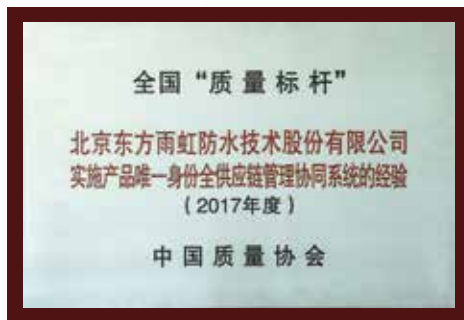 全国“质量标杆”
北京东方雨虹防水技术股份有限公司
实施产品唯一身份全供应链管理协同系统的经验
（2017年度）
中国质量协会